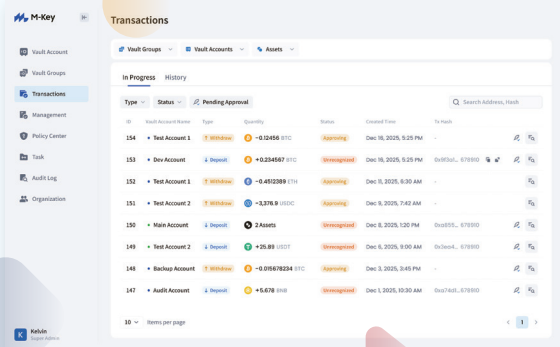 M-Key
Transactions
Vault Groups
Vault Accounts
Assets
Vault Account
Vault Groups
Transactions
Management
Policy Center
Task
Audit Log
Organization
In Progress
History
Type
Status
Pending Approval
Search Address, Hash
ID Vault Account Name Type Quantity Status Created Time Tx Hash
154 Test Account 1 Withdraw -0.12456 BTC Approving Dec 16, 2025, 5:25 PM -
153 Dev Account Deposit +0.234567 BTC Unrecognized Dec 16, 2025, 5:25 PM
152 Test Account 1 Withdraw -0.4512389 ETH Approving Dec 11, 2025, 6:30 AM -
151 Test Account 2 Withdraw -3,376.9 USDC Approving Dec 9, 2025, 7:42 AM -
150 Main Account Deposit 2 Assets Unrecognized Dec 8, 2025, 1:20 PM
149 Test Account 2 Deposit +25.89 USDT Unrecognized Dec 6, 2025, 9:00 AM
148 Backup Account Withdraw -0.015678234 BTC Approving Dec 3, 2025, 3:45 PM -
147 Audit Account Deposit +5.678 BNB Unrecognized Dec 1, 2025, 10:30 AM
10 Items per page
1
K
Kelvin
Super Admin